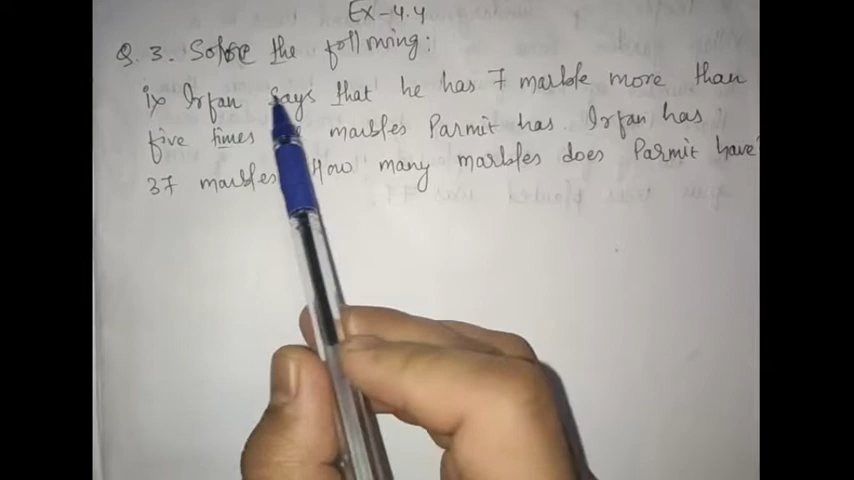 Ex-4.4
Q. 3. Solve the following:
i) Irfan says that he has 7 marble more than
five times marbles Parmit has Irfan has
37 marbles How many marbles does Parmit have